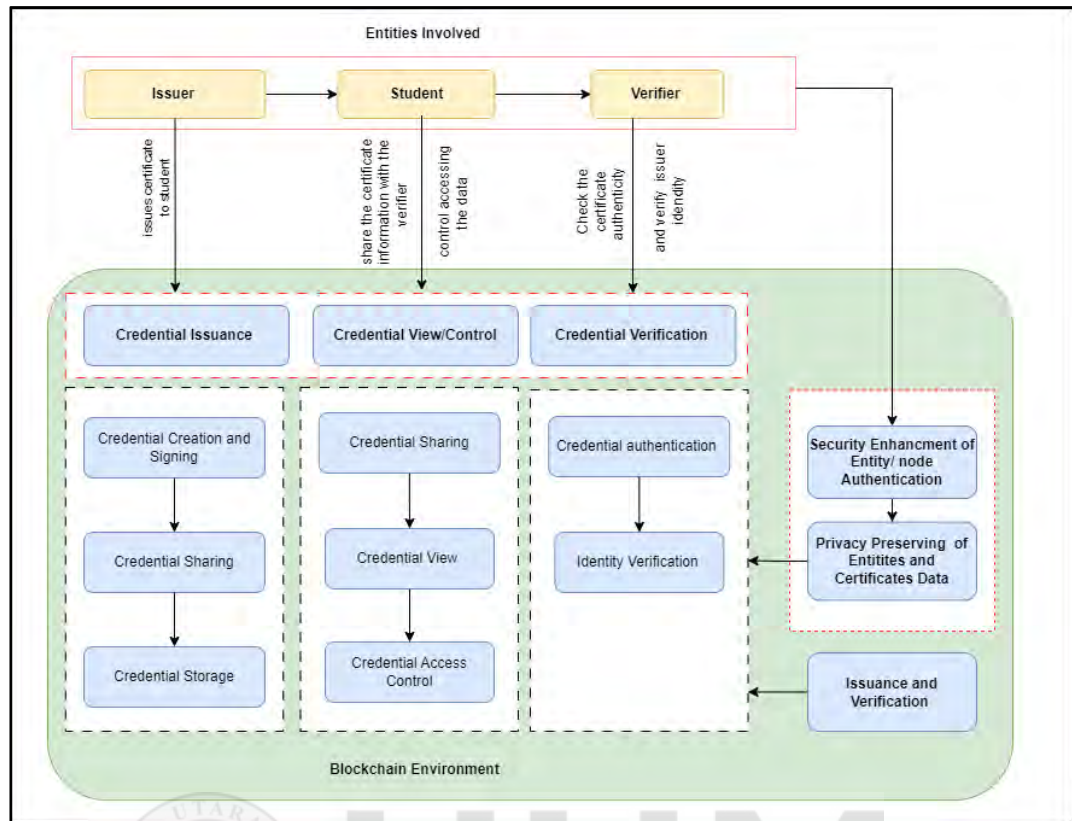 Entities Involved
Issuer
Student
Verifier
issues certificate
to student
share the certificate
information with the
verifier
control accessing
the data
Check the
certificate
authenticity
and verify issuer
idendity
Credential Issuance
Credential View/Control
Credential Verification
Credential Creation and
Signing
Credential Sharing
Credential Storage
Credential Sharing
Credential View
Credential Access
Control
Credential authentication
Identity Verification
Security Enhancment of
Entity/ node
Authentication
Privacy Preserving of
Entites and
Certificates Data
Issuance and
Verification
Blockchain Environment
UTARA